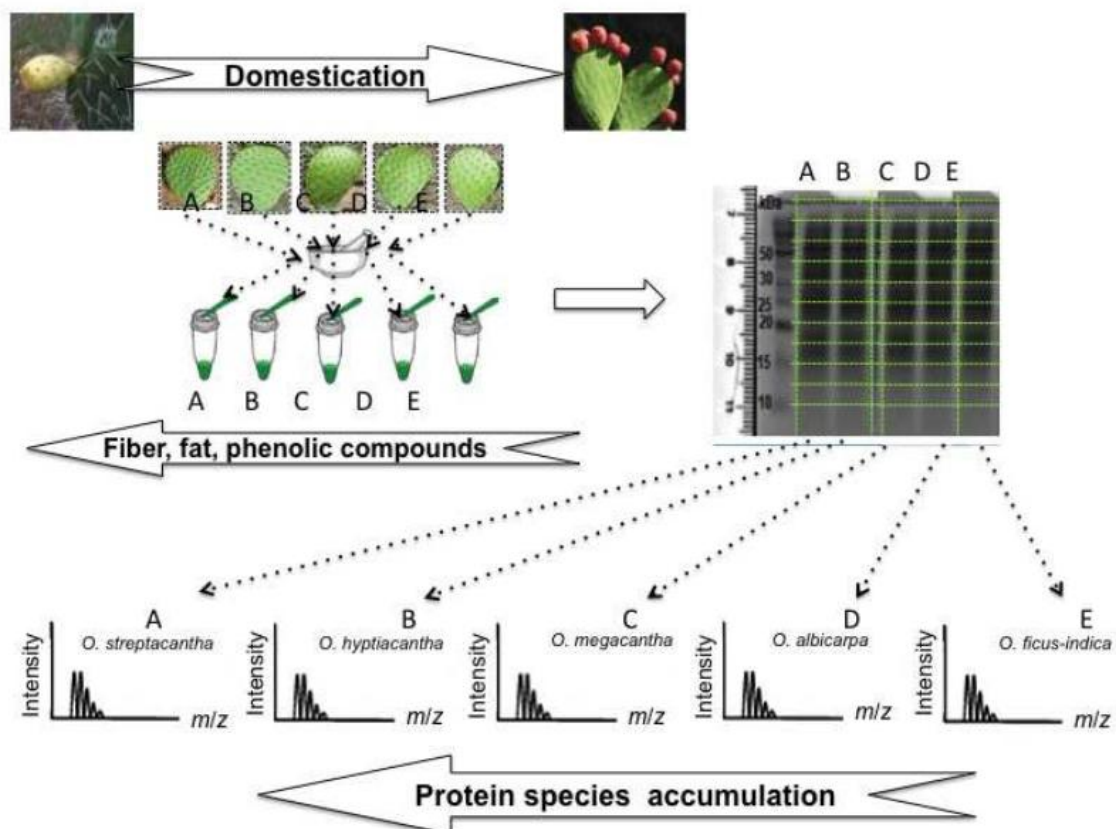 Domestication
A B C D E
A B C D E
kDa
50
30
25
20
15
10
A B C D E
Fiber, fat, phenolic compounds
A
O. streptacantha
Intensity
m/z
B
O. hyptiacantha
Intensity
m/z
C
O. megacantha
Intensity
m/z
D
O. albicarpa
Intensity
m/z
E
O. ficus-indica
Intensity
m/z
Protein species accumulation